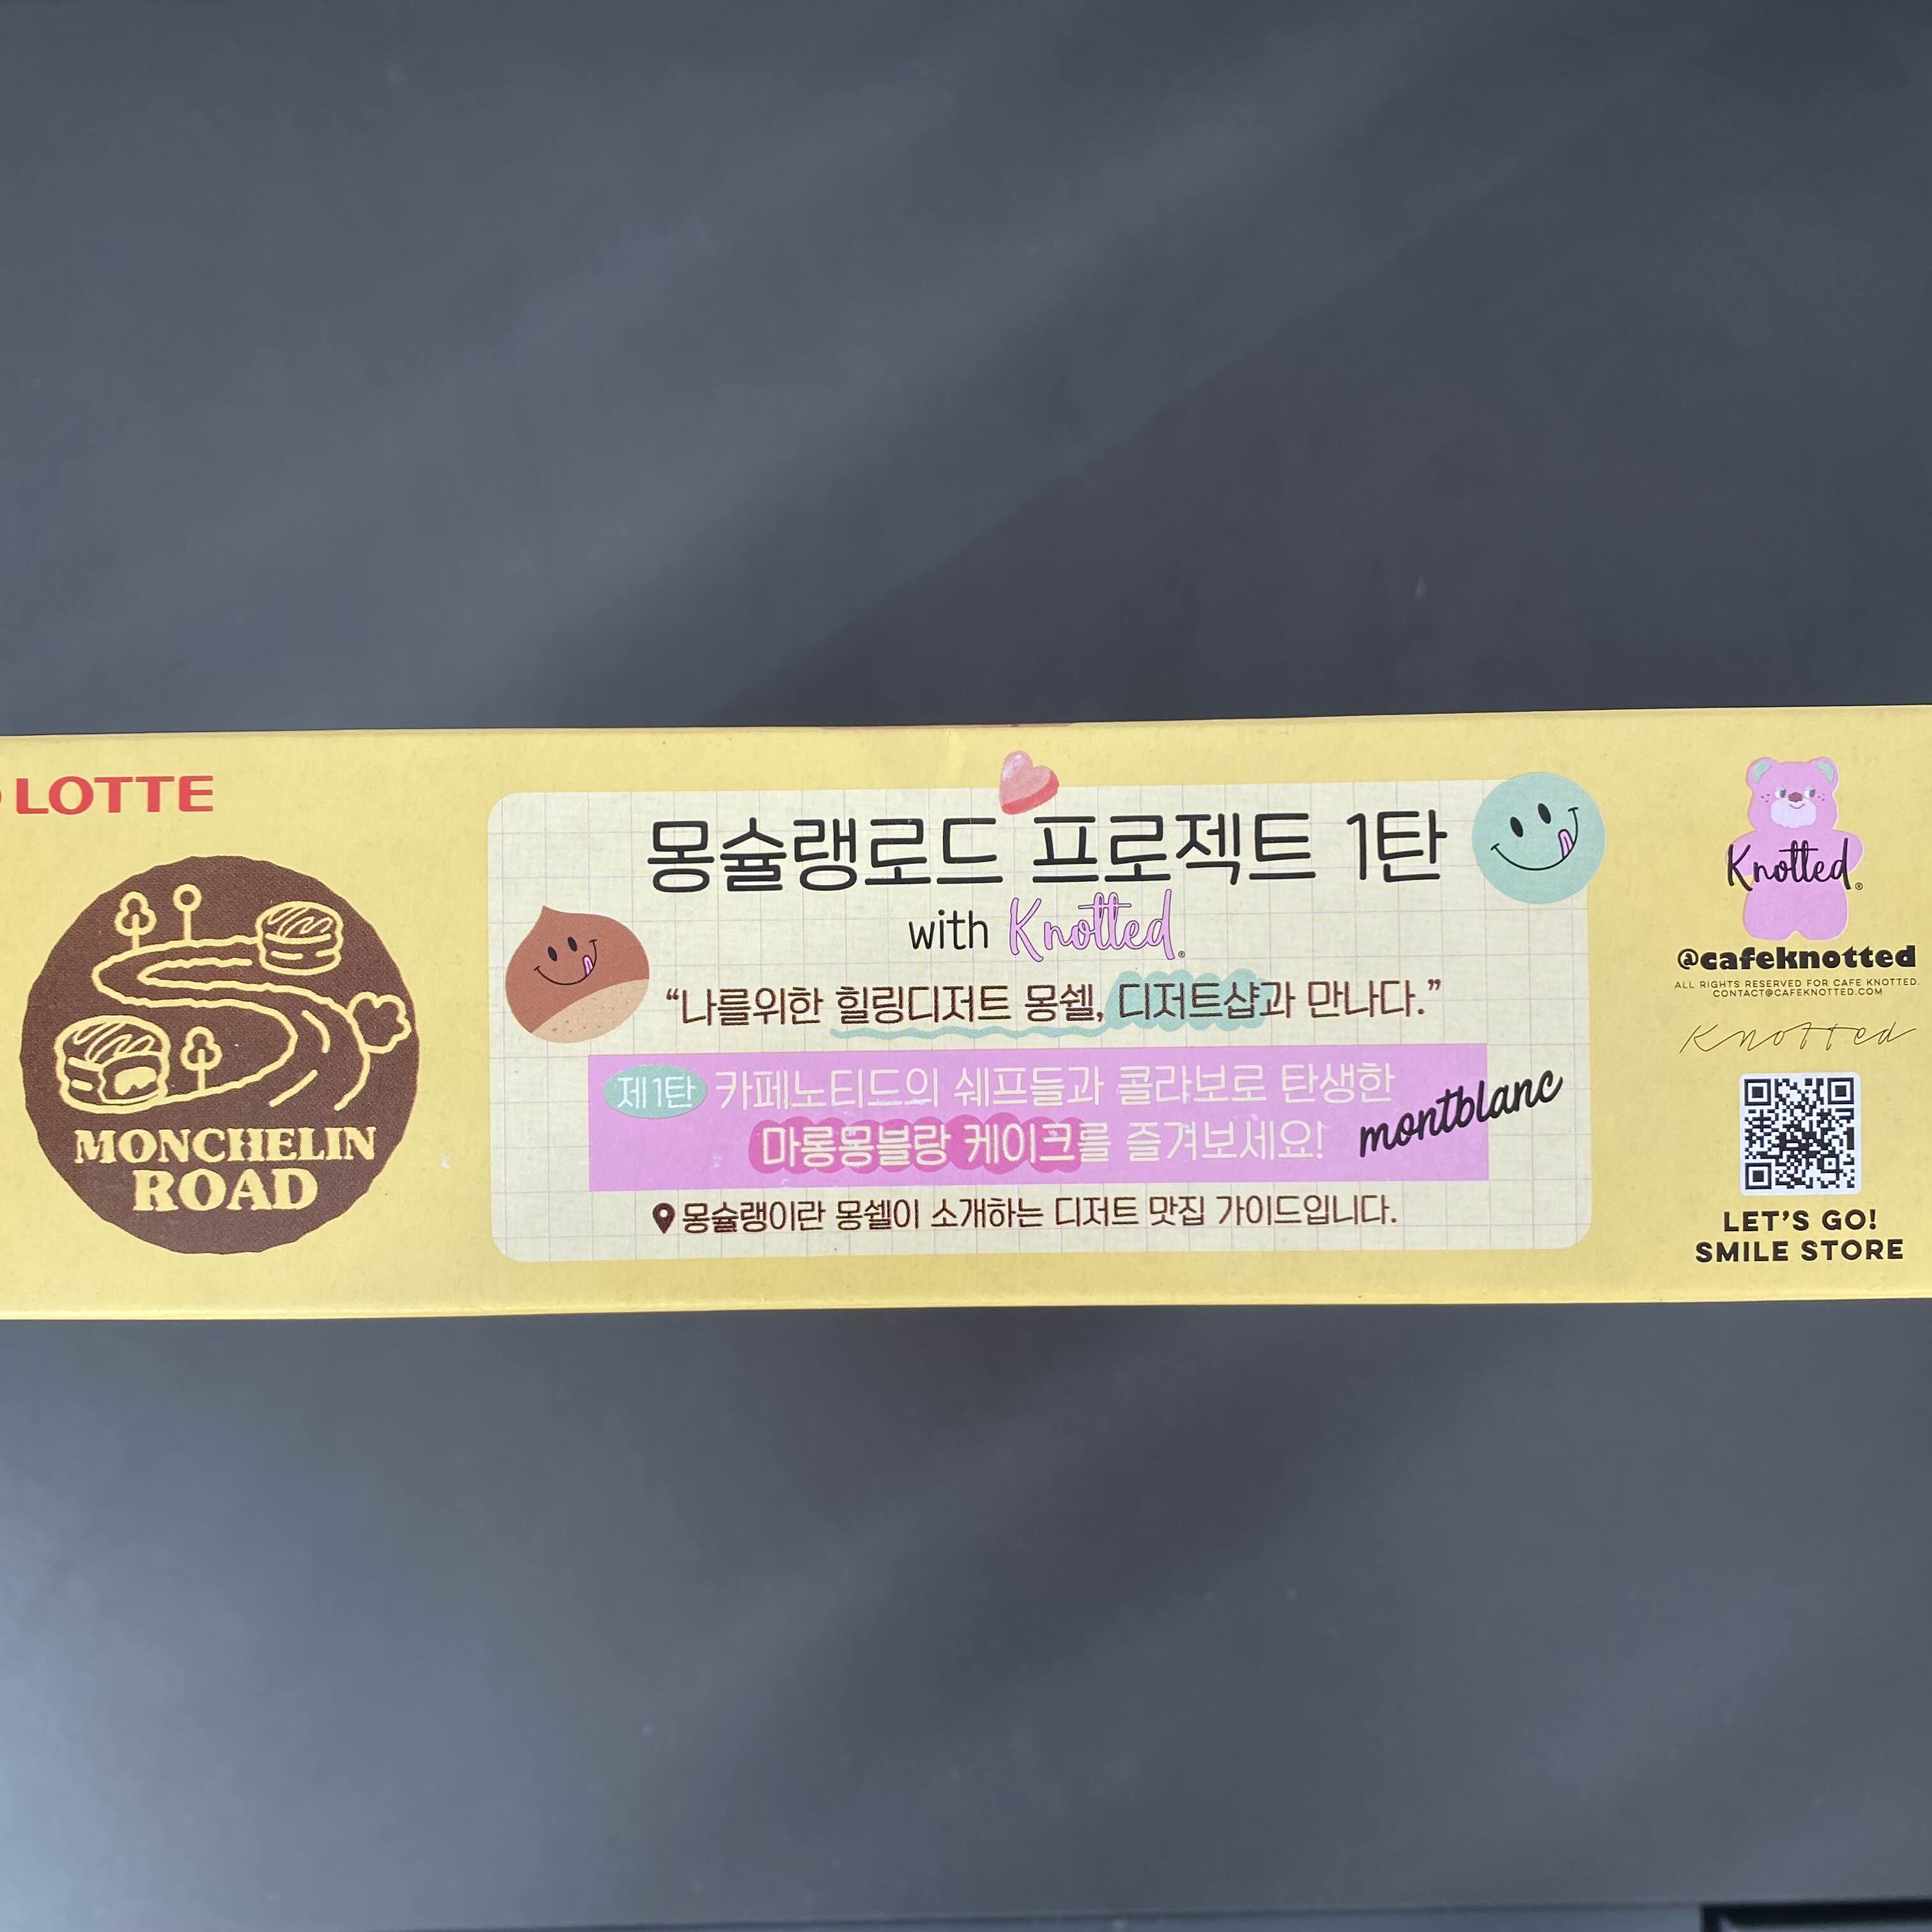 LOTTE
MONCHELIN
ROAD
몽슐랭로드 프로젝트 1탄
with Knotted®
“나를위한 힐링디저트 몽쉘, 디저트샵과 만나다.”
제1탄 카페노티드의 쉐프들과 콜라보로 탄생한
마롱몽블랑 케이크를 즐겨보세요!
montblanc
몽슐랭이란 몽쉘이 소개하는 디저트 맛집 가이드입니다.
Knotted®
@cafeknotted
ALL RIGHTS RESERVED FOR CAFE KNOTTED.
CONTACT@CAFEKNOTTED.COM
Knotted
LET’S GO!
SMILE STORE